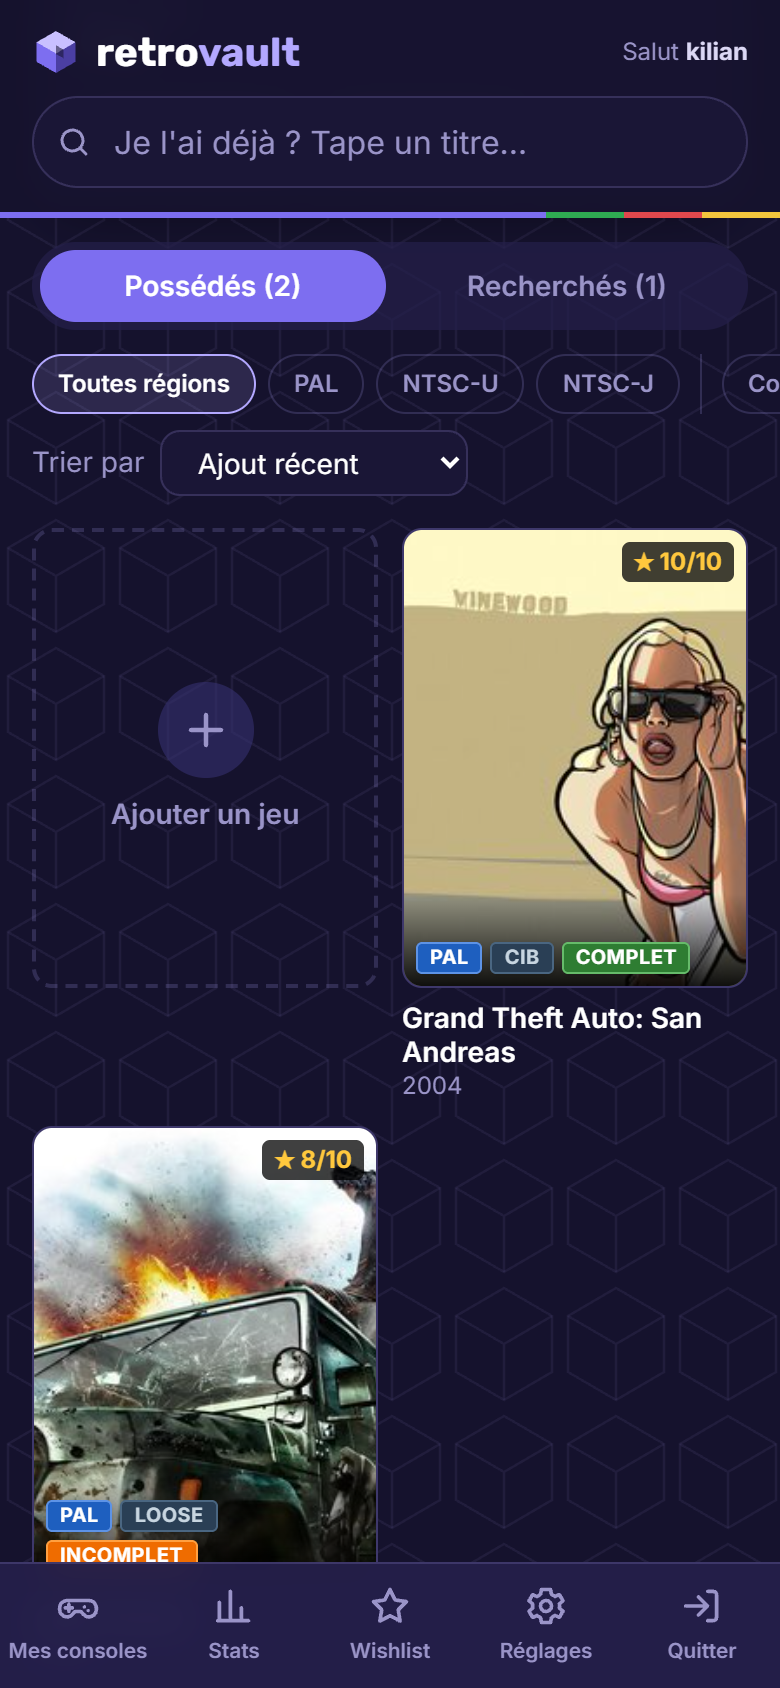 retrovault
Salut kilian
Je l'ai déjà ? Tape un titre...
Possédés (2)
Recherchés (1)
Toutes régions
PAL
NTSC-U
NTSC-J
Co
Trier par
Ajout récent
Ajouter un jeu
★ 10/10
VINEWOOD
PAL
CIB
COMPLET
Grand Theft Auto: San
Andreas
2004
★ 8/10
PAL
LOOSE
INCOMPLET
Mes consoles
Stats
Wishlist
Réglages
Quitter